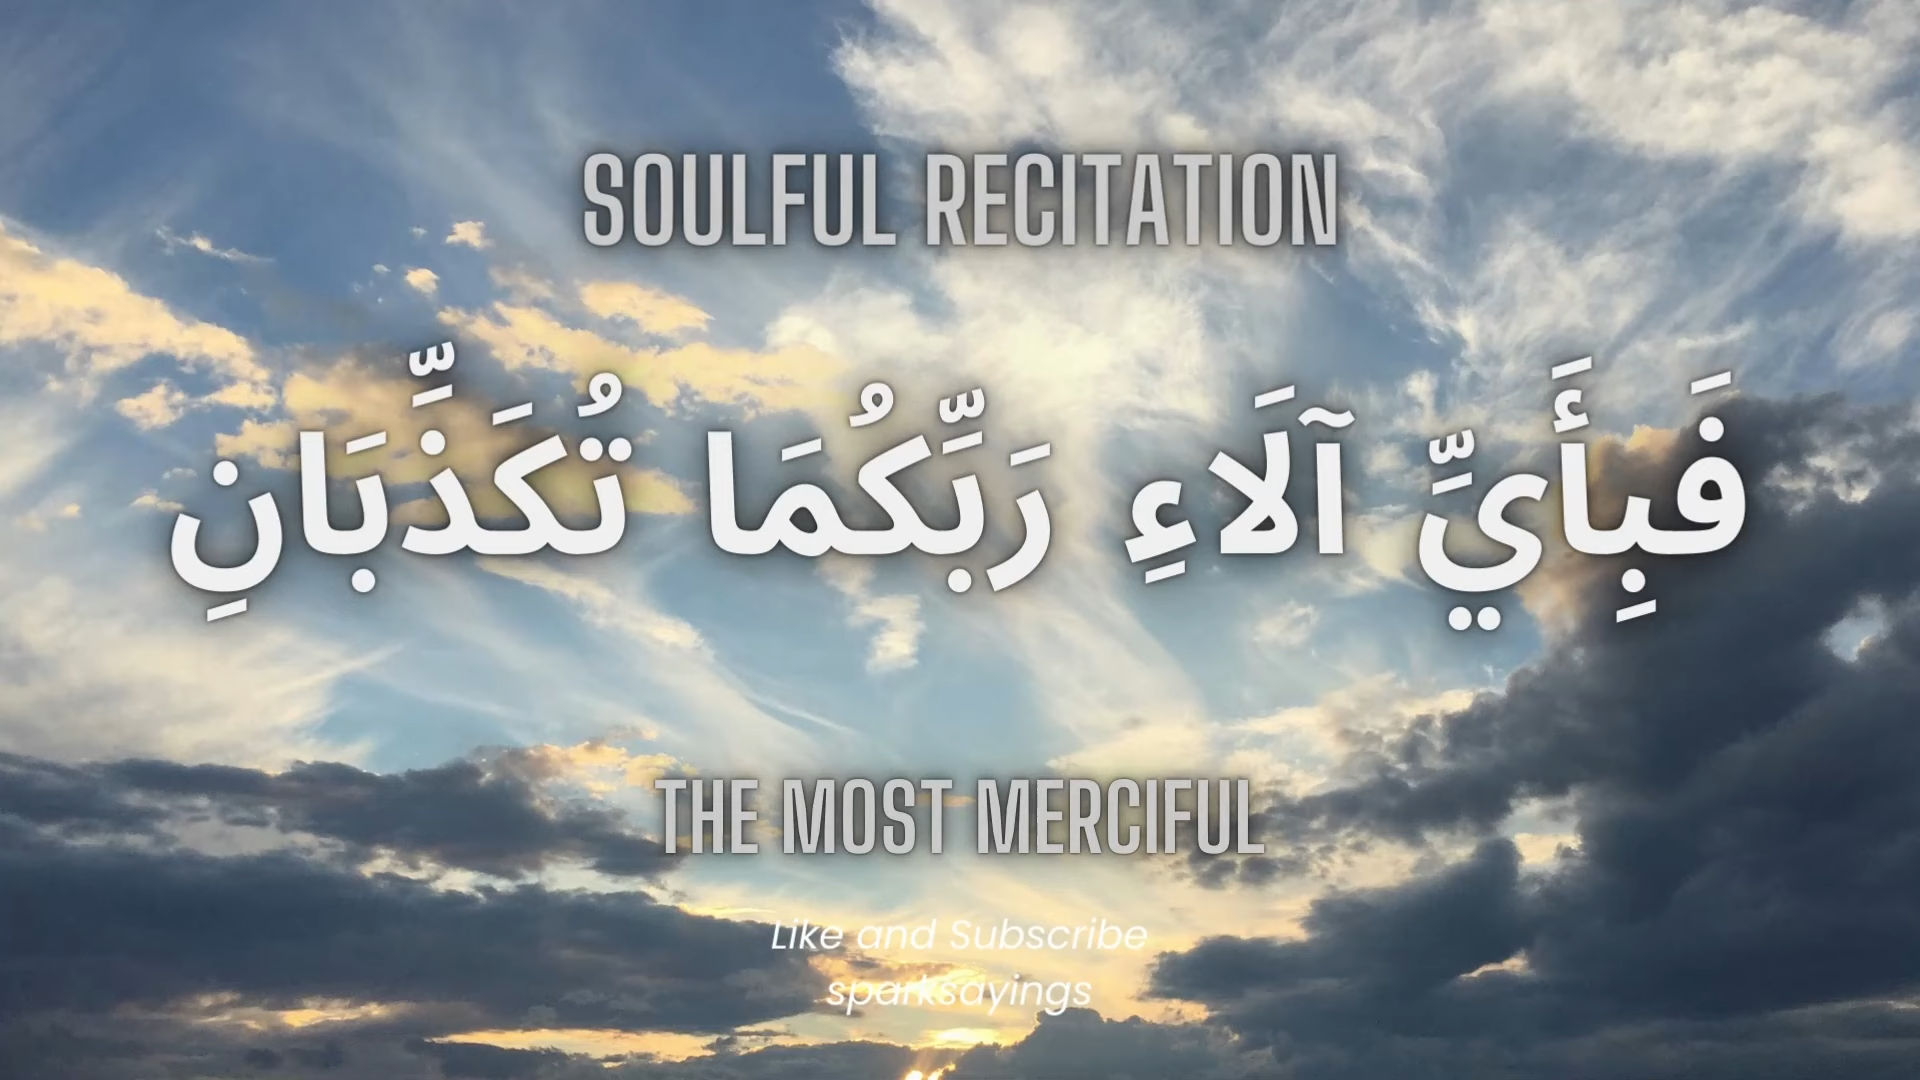 SOULFUL RECITATION
فَبِأَيِّ آلَاءِ رَبِّكُمَا تُكَذِّبَانِ
THE MOST MERCIFUL
Like and Subscribe
sparksayings